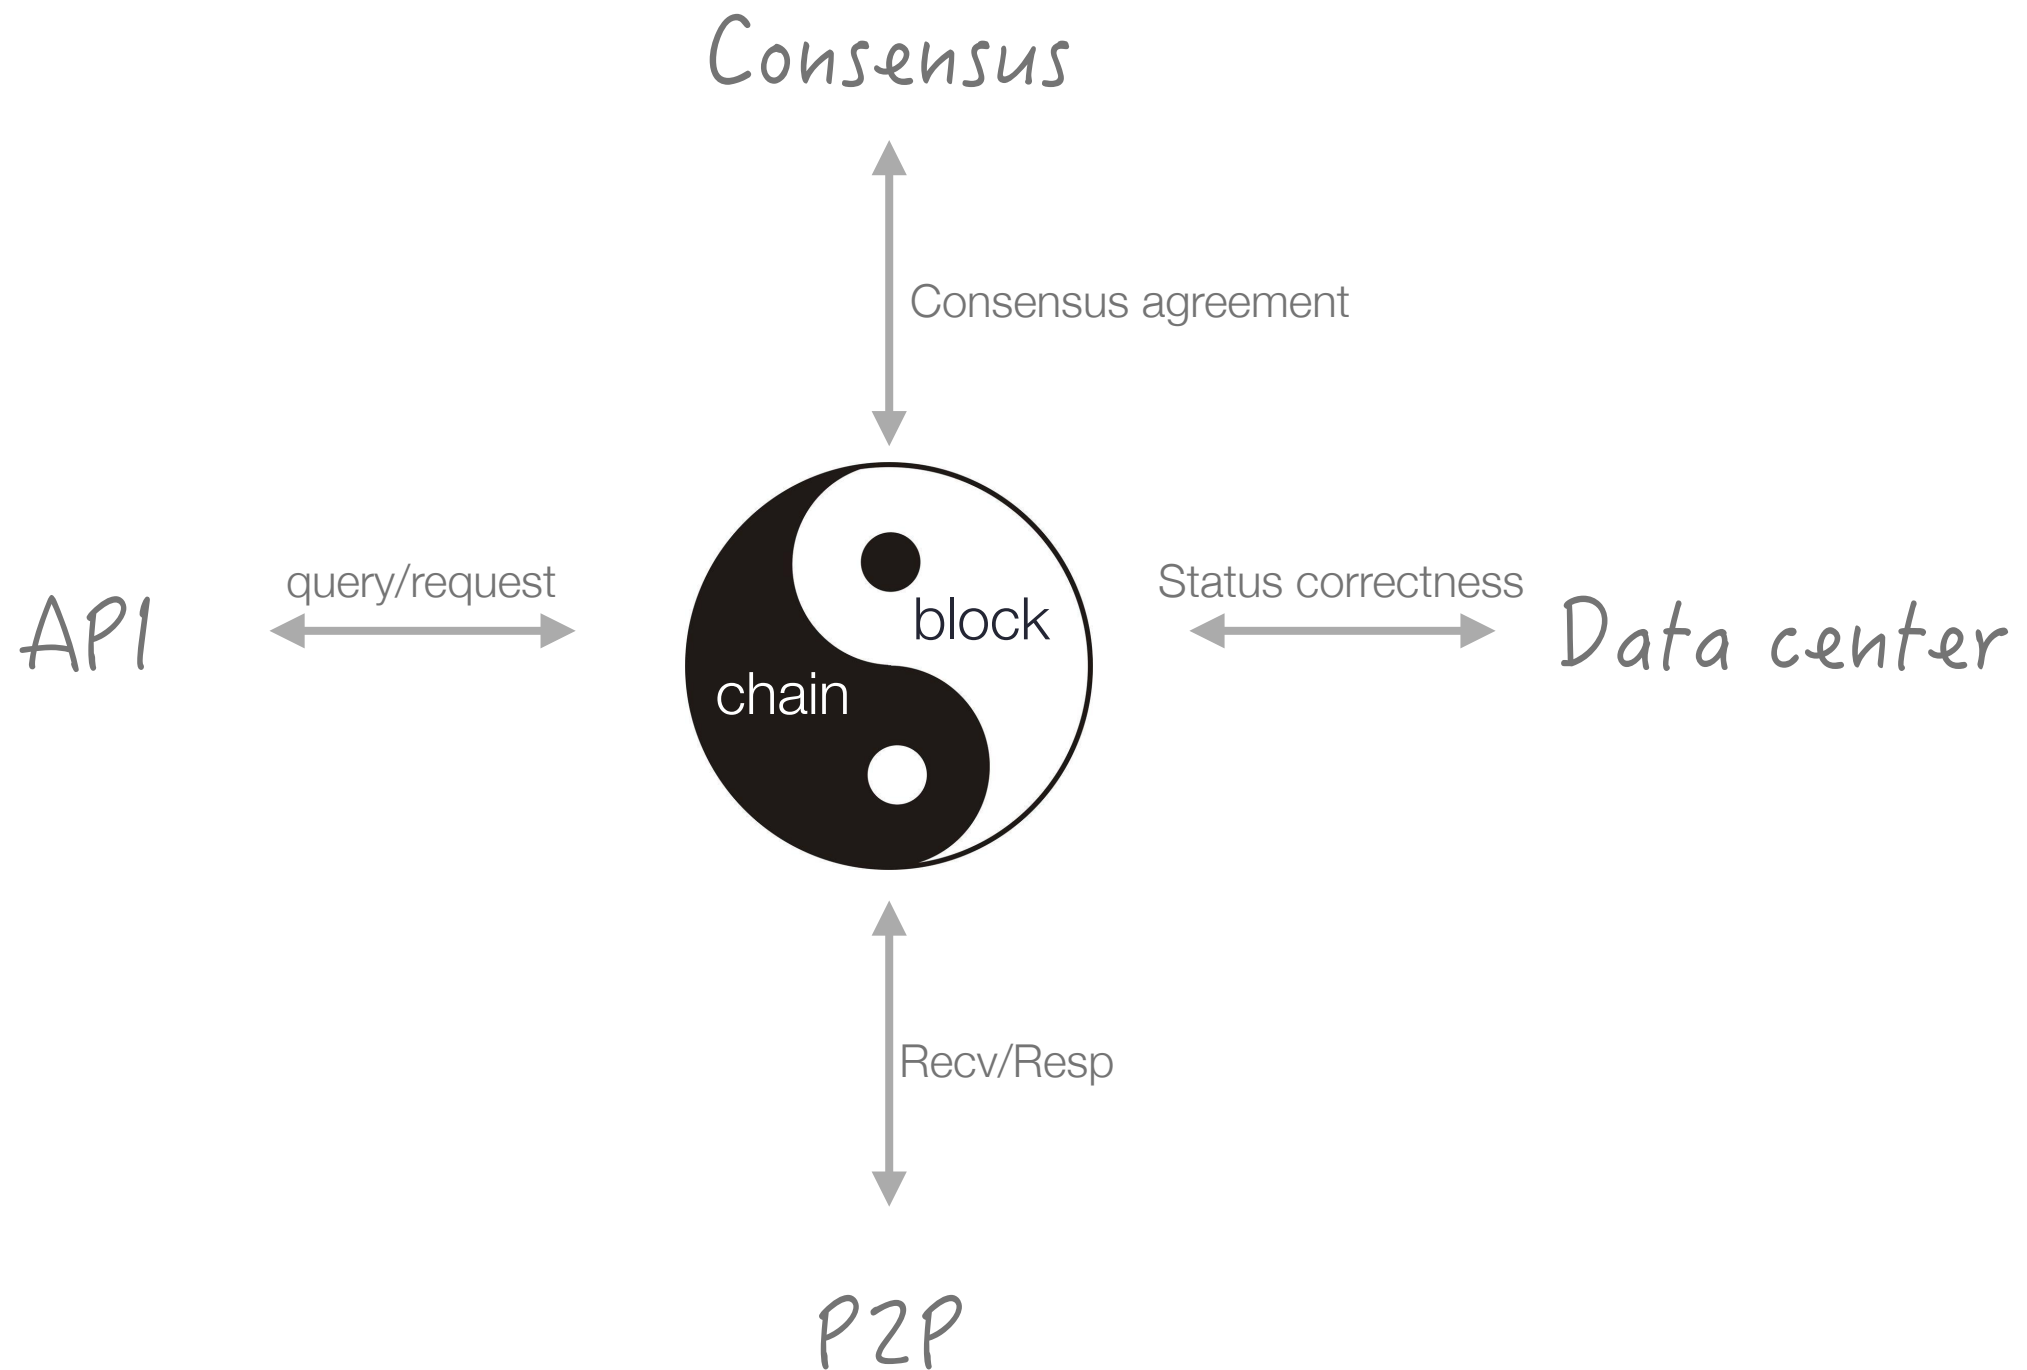 Consensus
Consensus agreement
query/request
Status correctness
API
block
Data center
chain
Recv/Resp
P2P